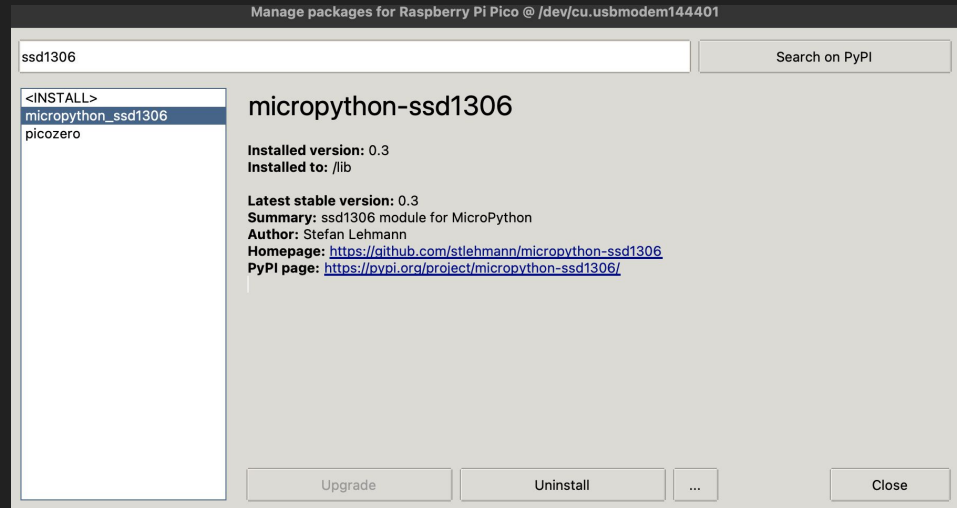 Manage packages for Raspberry Pi Pico @ /dev/cu.usbmodem144401
ssd1306
Search on PyPI
<INSTALL>
micropython_ssd1306
picozero
micropython-ssd1306
Installed version: 0.3
Installed to: /lib
Latest stable version: 0.3
Summary: ssd1306 module for MicroPython
Author: Stefan Lehmann
Homepage: https://github.com/stlehmann/micropython-ssd1306
PyPI page: https://pypi.org/project/micropython-ssd1306/
Upgrade
Uninstall
...
Close